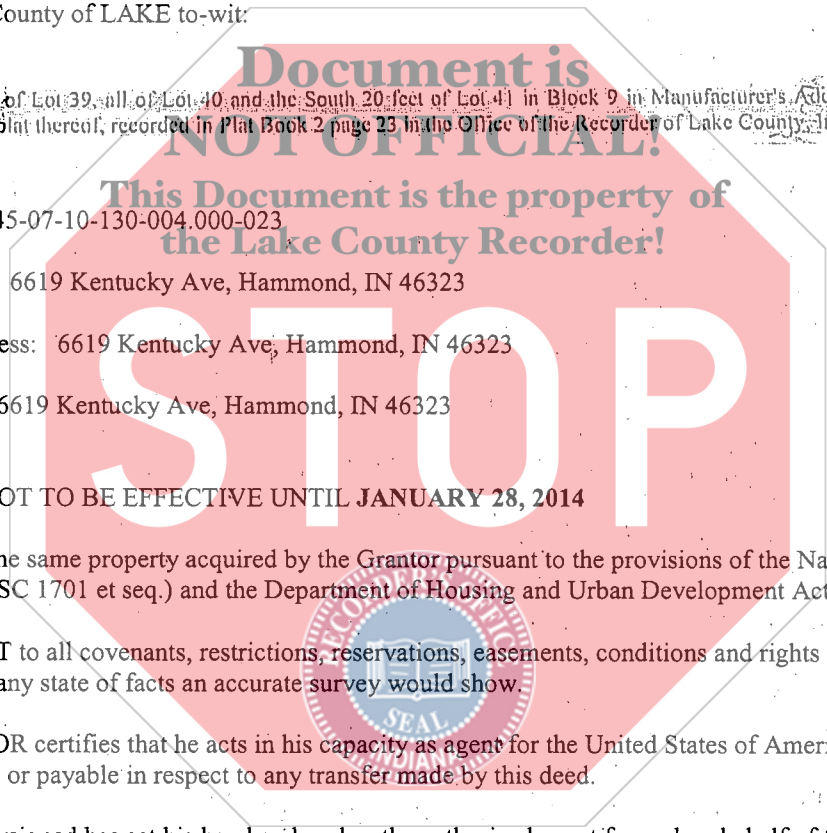 County of LAKE to-wit:
Document is
of Lot 39, all of Lot 40 and the South 20 feet of Lot 41 in Block 9 in Manufacturer's
plat thereof, recorded in Plat Book 2 page 23 in the Office of the Recorder of Lake County,
NOT OFFICIAL!
This Document is the property of
45-07-10-130-004.000-023
the Lake County Recorder!
6619 Kentucky Ave, Hammond, IN 46323
ess: 6619 Kentucky Ave, Hammond, IN 46323
6619 Kentucky Ave, Hammond, IN 46323
STOP
OT TO BE EFFECTIVE UNTIL JANUARY 28, 2014
he same property acquired by the Grantor pursuant to the provisions of the Na
SC 1701 et seq.) and the Department of Housing and Urban Development Act
RECORDER'S OFFICE
T to all covenants, restrictions, reservations, easements, conditions and rights
any state of facts an accurate survey would show.
SEAL
INDIANA
OR certifies that he acts in his capacity as agent for the United States of Ameri
or payable in respect to any transfer made by this deed.